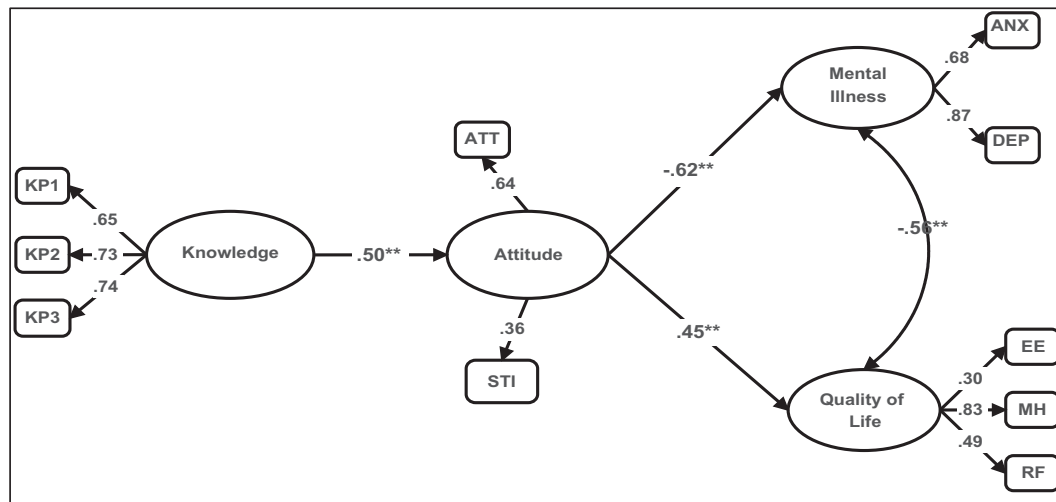 ANX
.68
Mental
Illness
.87
DEP
ATT
.64
-.62**
KP1
.65
KP2
.73
Knowledge
.50**
Attitude
-.56**
.74
KP3
.36
STI
.45**
EE
.30
Quality of
Life
.83
MH
.49
RF